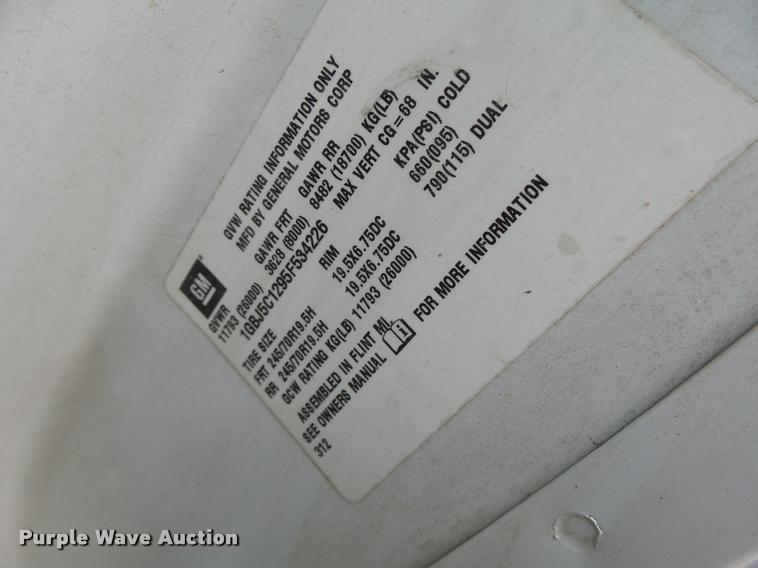 GM
GVW RATING INFORMATION ONLY
MFD BY GENERAL MOTORS CORP
GVWR GAWR FRT GAWR RR
11793 (26000) 3628 (8000) 8482 (18700) KG(LB)
1GBJ5C1295F534226 MAX VERT CG=68 IN.
TIRE SIZE RIM KPA(PSI) COLD
FRT 245/70R19.5H 19.5X6.75DC 660(095)
RR 245/70R19.5H 19.5X6.75DC 790(115) DUAL
GCW RATING KG(LB) 11793 (26000)
ASSEMBLED IN FLINT MI.
SEE OWNERS MANUAL FOR MORE INFORMATION
312
Purple Wave Auction